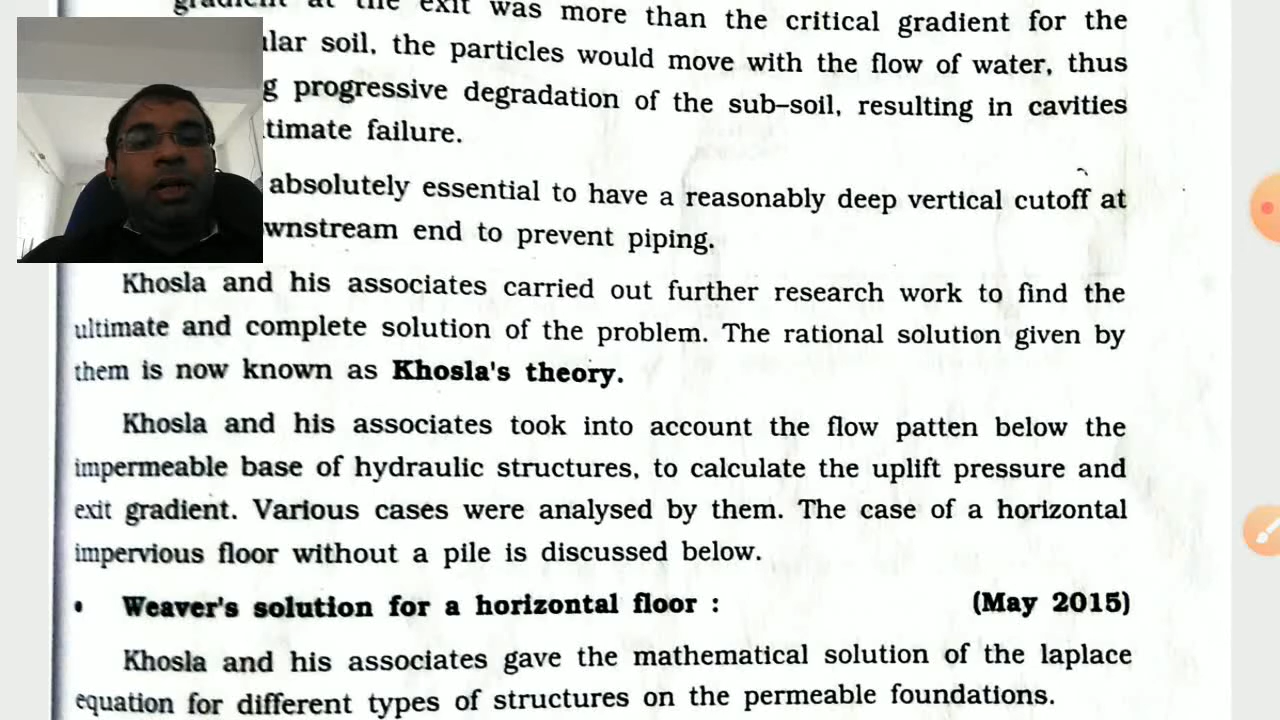 gradient at the exit was more than the critical gradient for the
ular soil, the particles would move with the flow of water, thus
g progressive degradation of the sub-soil, resulting in cavities
timate failure.
absolutely essential to have a reasonably deep vertical cutoff at
wnstream end to prevent piping.
Khosla and his associates carried out further research work to find the
ultimate and complete solution of the problem. The rational solution given by
them is now known as Khosla's theory.
Khosla and his associates took into account the flow patten below the
impermeable base of hydraulic structures, to calculate the uplift pressure and
exit gradient. Various cases were analysed by them. The case of a horizontal
impervious floor without a pile is discussed below.
• Weaver's solution for a horizontal floor : (May 2015)
Khosla and his associates gave the mathematical solution of the laplace
equation for different types of structures on the permeable foundations.